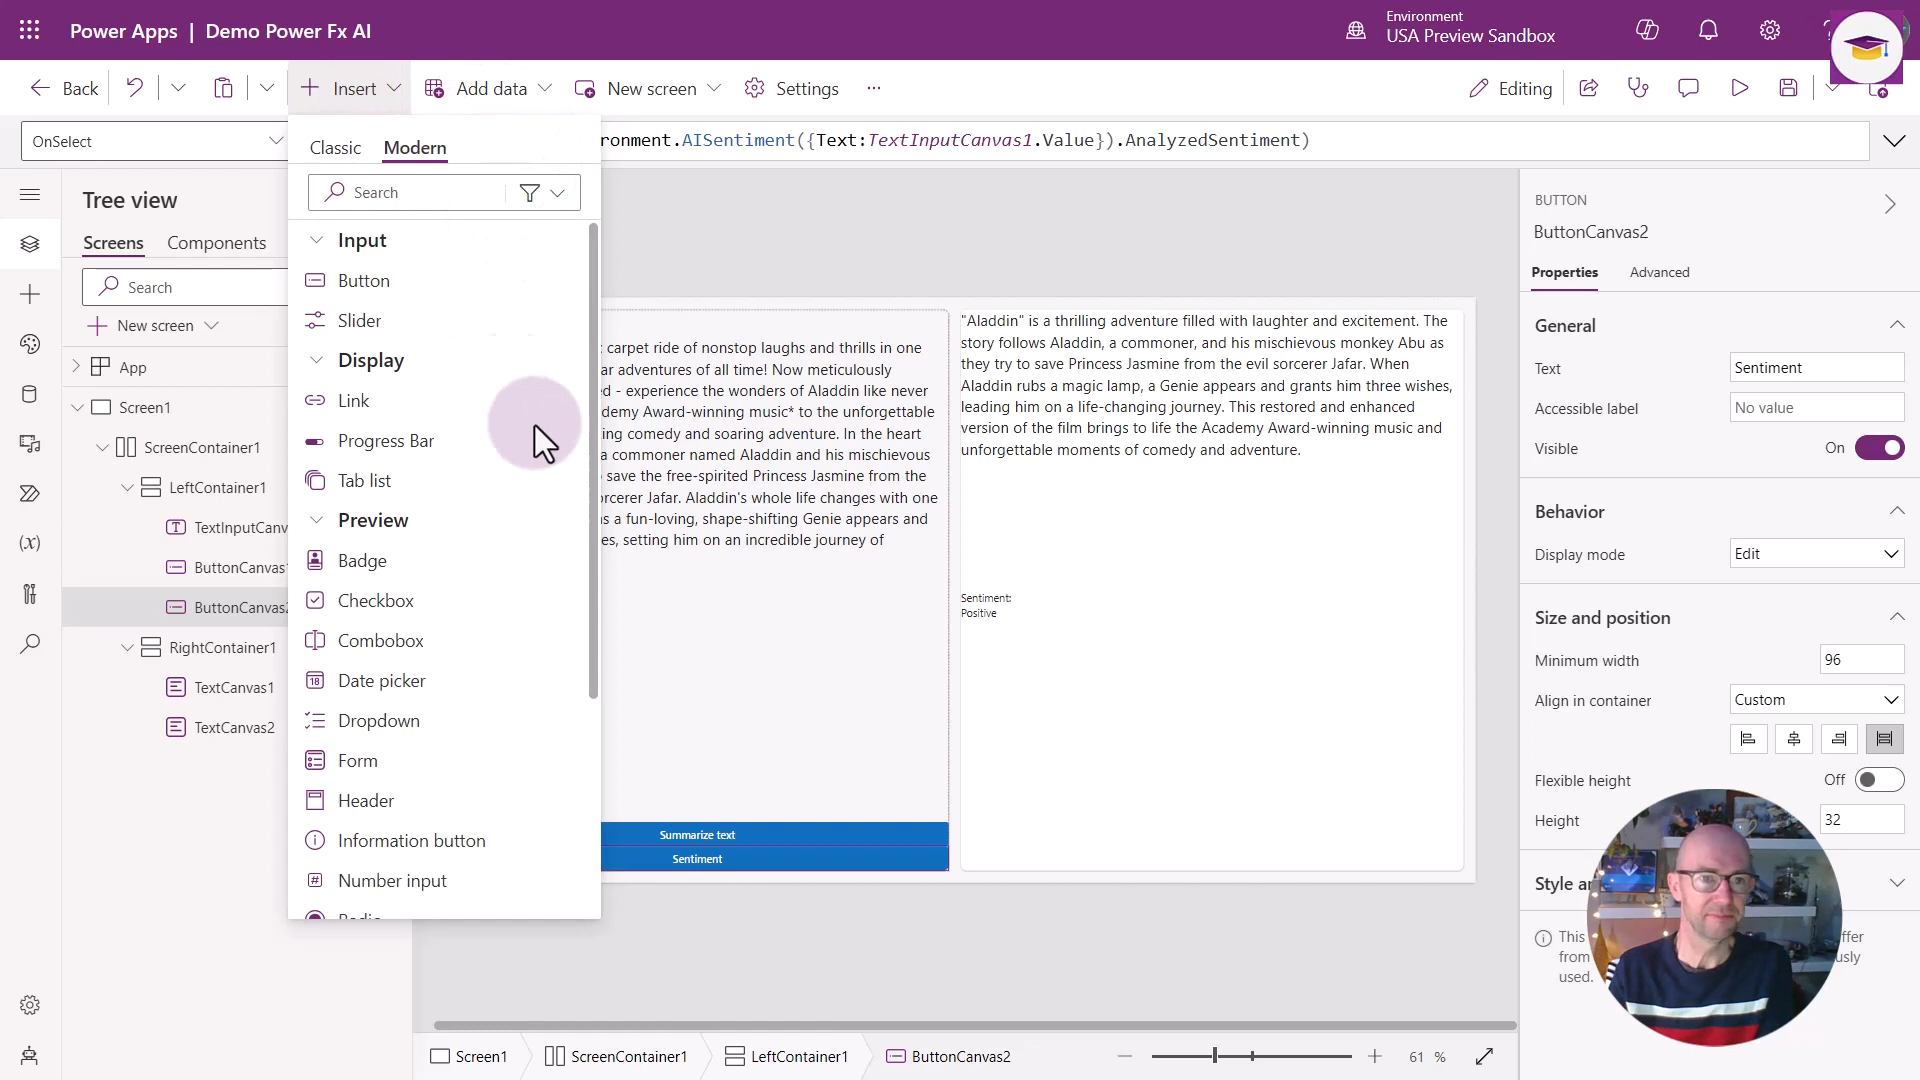 Power Apps | Demo Power Fx AI
Environment
USA Preview Sandbox
Back
Insert
Add data
New screen
Settings
Editing
OnSelect
ronment.AISentiment({Text:TextInputCanvas1.Value}).AnalyzedSentiment)
Tree view
Screens
Components
Search
New screen
App
Screen1
ScreenContainer1
LeftContainer1
TextInputCanv
ButtonCanvas
ButtonCanvas2
RightContainer1
TextCanvas1
TextCanvas2
Classic
Modern
Search
Input
Button
Slider
Display
Link
Progress Bar
Tab list
Preview
Badge
Checkbox
Combobox
Date picker
Dropdown
Form
Header
Information button
Number input
Radio
carpet ride of nonstop laughs and thrills in one
ar adventures of all time! Now meticulously
ed - experience the wonders of Aladdin like never
demy Award-winning music* to the unforgettable
ing comedy and soaring adventure. In the heart
a commoner named Aladdin and his mischievous
save the free-spirited Princess Jasmine from the
orcerer Jafar. Aladdin's whole life changes with one
s a fun-loving, shape-shifting Genie appears and
es, setting him on an incredible journey of
Summarize text
Sentiment
"Aladdin" is a thrilling adventure filled with laughter and excitement. The
story follows Aladdin, a commoner, and his mischievous monkey Abu as
they try to save Princess Jasmine from the evil sorcerer Jafar. When
Aladdin rubs a magic lamp, a Genie appears and grants him three wishes,
leading him on a life-changing journey. This restored and enhanced
version of the film brings to life the Academy Award-winning music and
unforgettable moments of comedy and adventure.
Sentiment:
Positive
BUTTON
ButtonCanvas2
Properties
Advanced
General
Text
Sentiment
Accessible label
No value
Visible
On
Behavior
Display mode
Edit
Size and position
Minimum width
96
Align in container
Custom
Flexible height
Off
Height
32
Style a
This
ffer
from
usly
used.
Screen1
ScreenContainer1
LeftContainer1
ButtonCanvas2
61 %